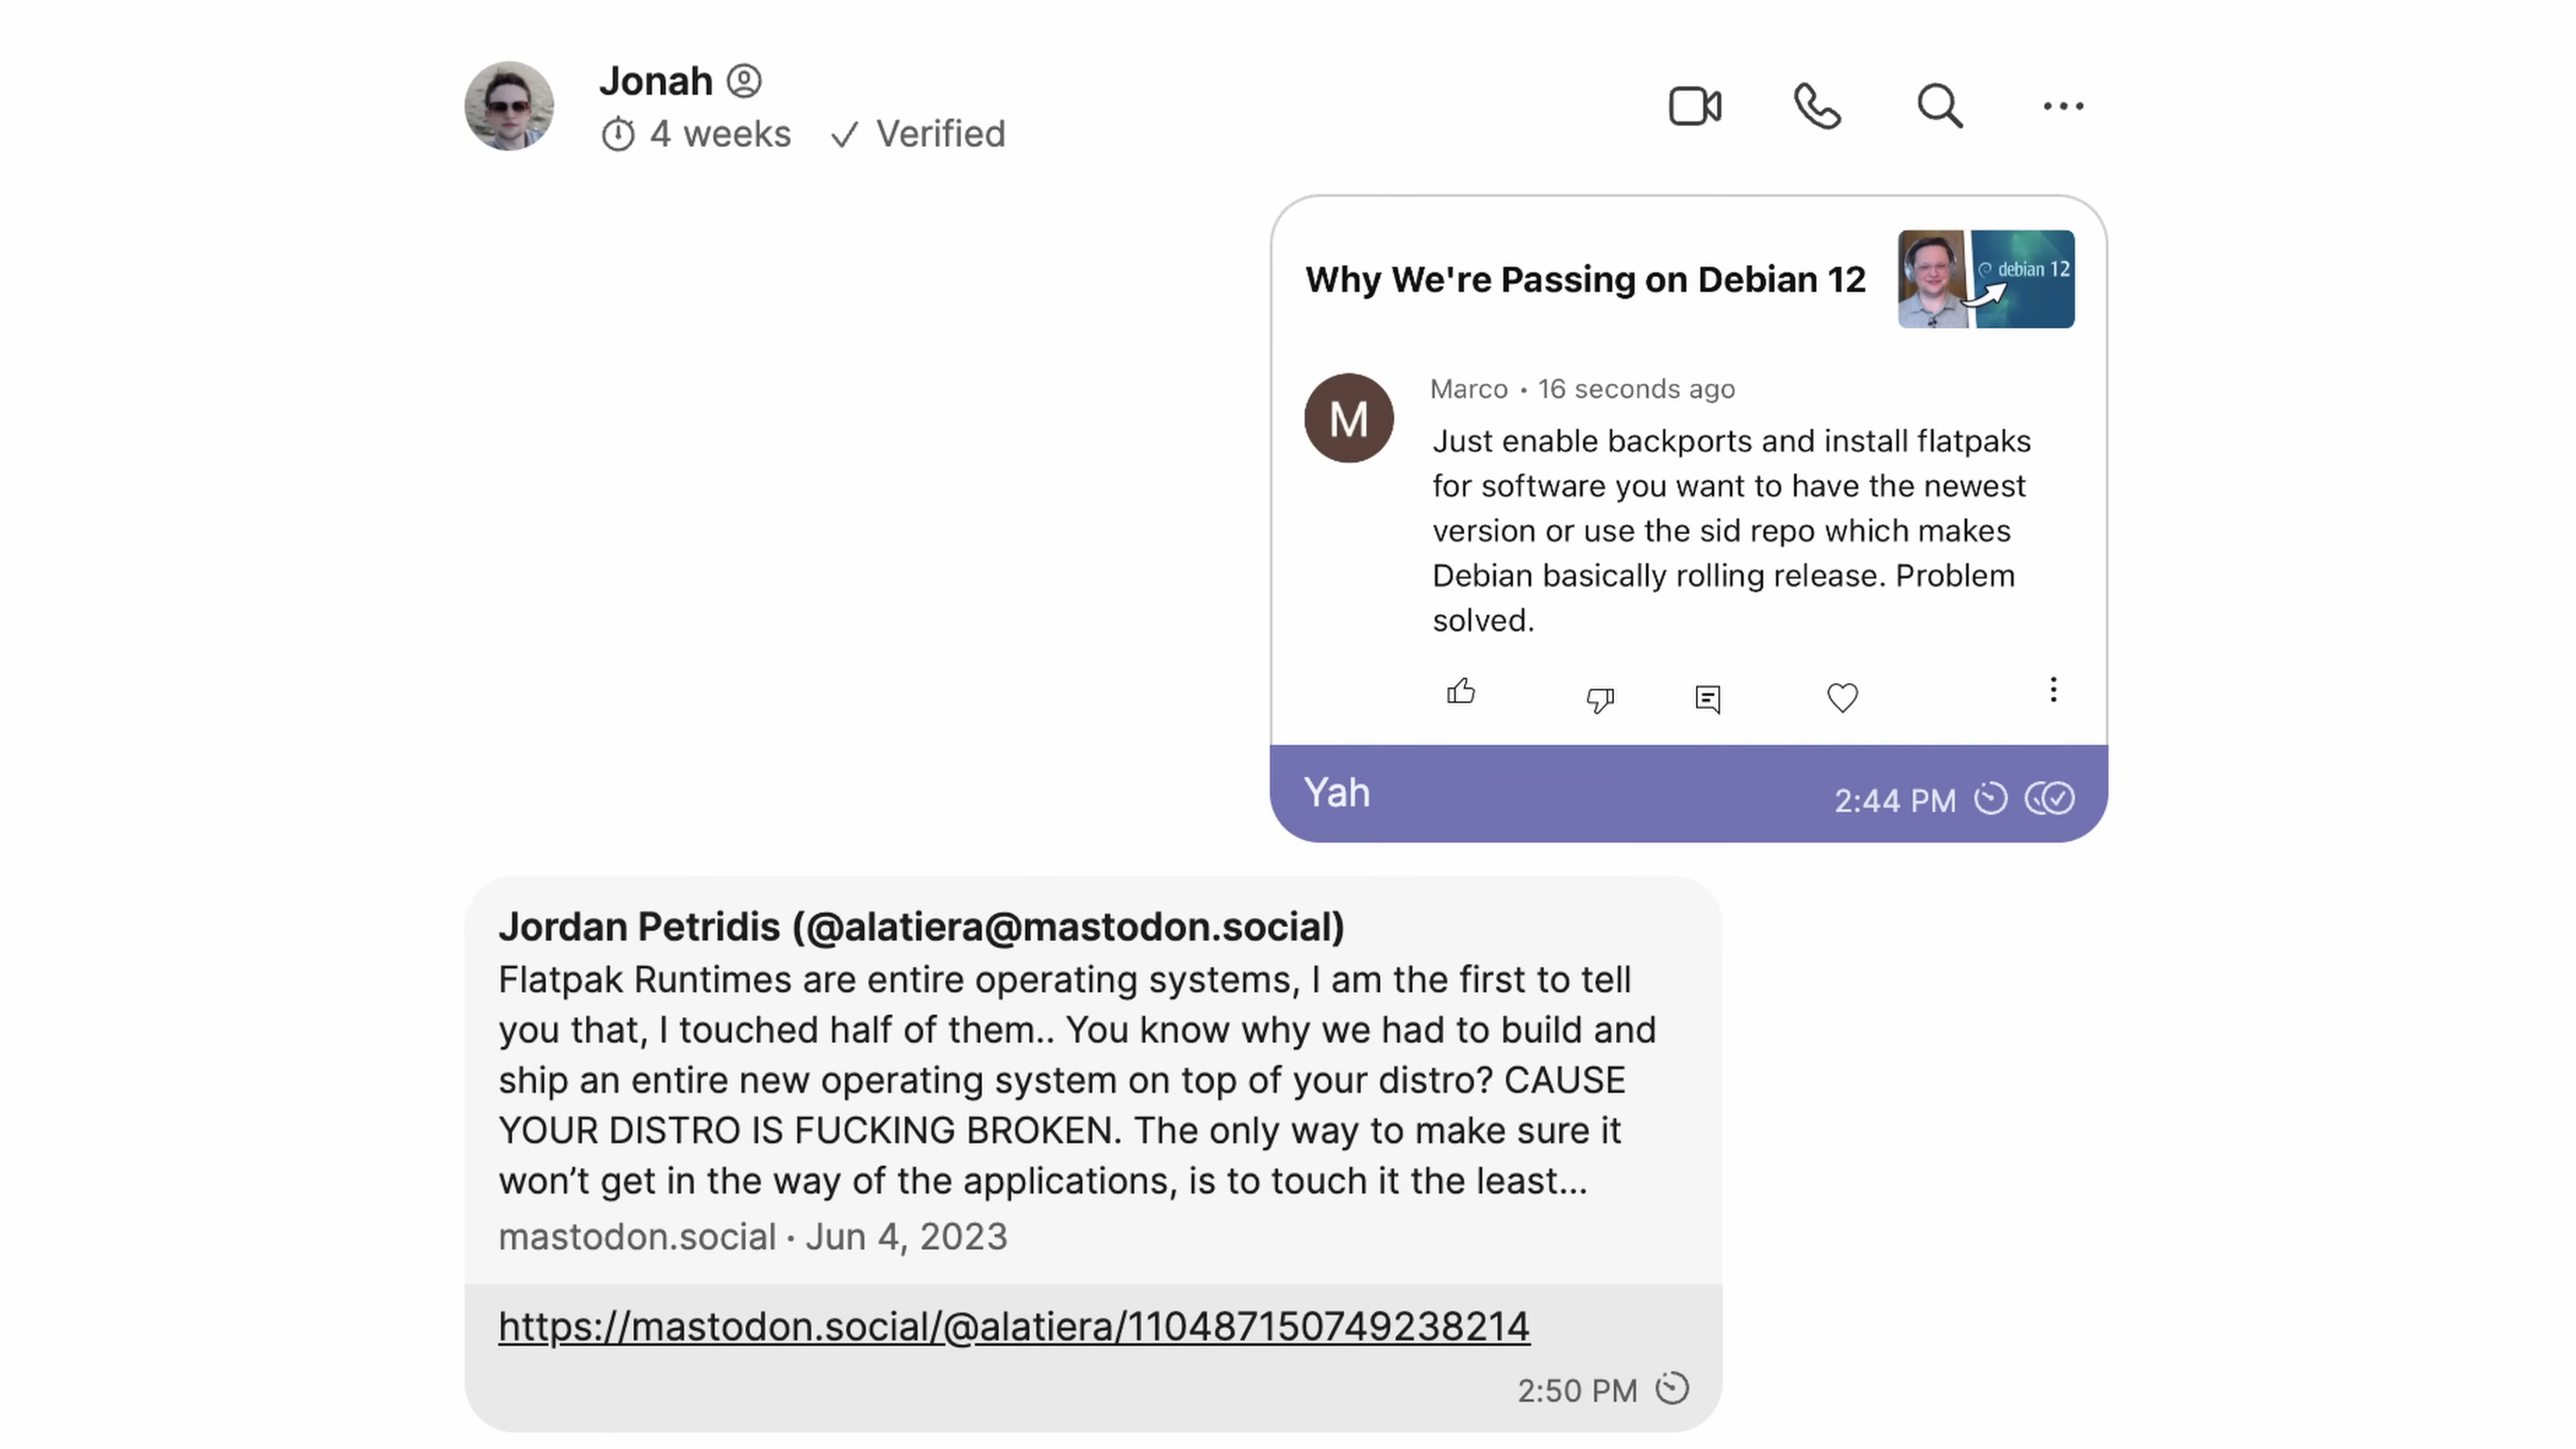 Jonah
4 weeks Verified
Why We're Passing on Debian 12
debian 12
M
Marco • 16 seconds ago
Just enable backports and install flatpaks
for software you want to have the newest
version or use the sid repo which makes
Debian basically rolling release. Problem
solved.
Yah
2:44 PM
Jordan Petridis (@alatiera@mastodon.social)
Flatpak Runtimes are entire operating systems, I am the first to tell
you that, I touched half of them.. You know why we had to build and
ship an entire new operating system on top of your distro? CAUSE
YOUR DISTRO IS FUCKING BROKEN. The only way to make sure it
won’t get in the way of the applications, is to touch it the least...
mastodon.social · Jun 4, 2023
https://mastodon.social/@alatiera/110487150749238214
2:50 PM